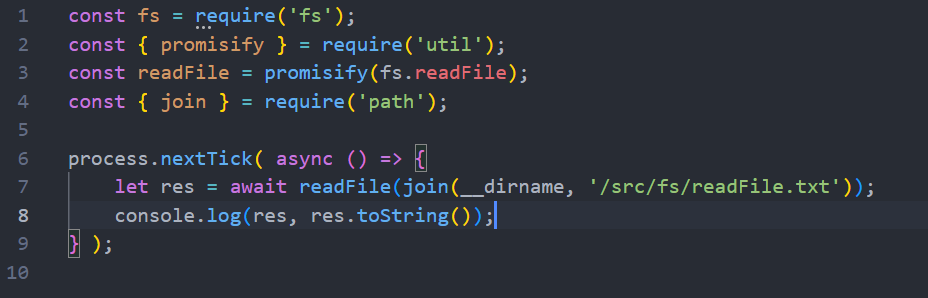 1 const fs = require('fs');
2 const { promisify } = require('util');
3 const readFile = promisify(fs.readFile);
4 const { join } = require('path');
5
6 process.nextTick( async () => {
7     let res = await readFile(join(__dirname, '/src/fs/readFile.txt'));
8     console.log(res, res.toString());
9 } );
10